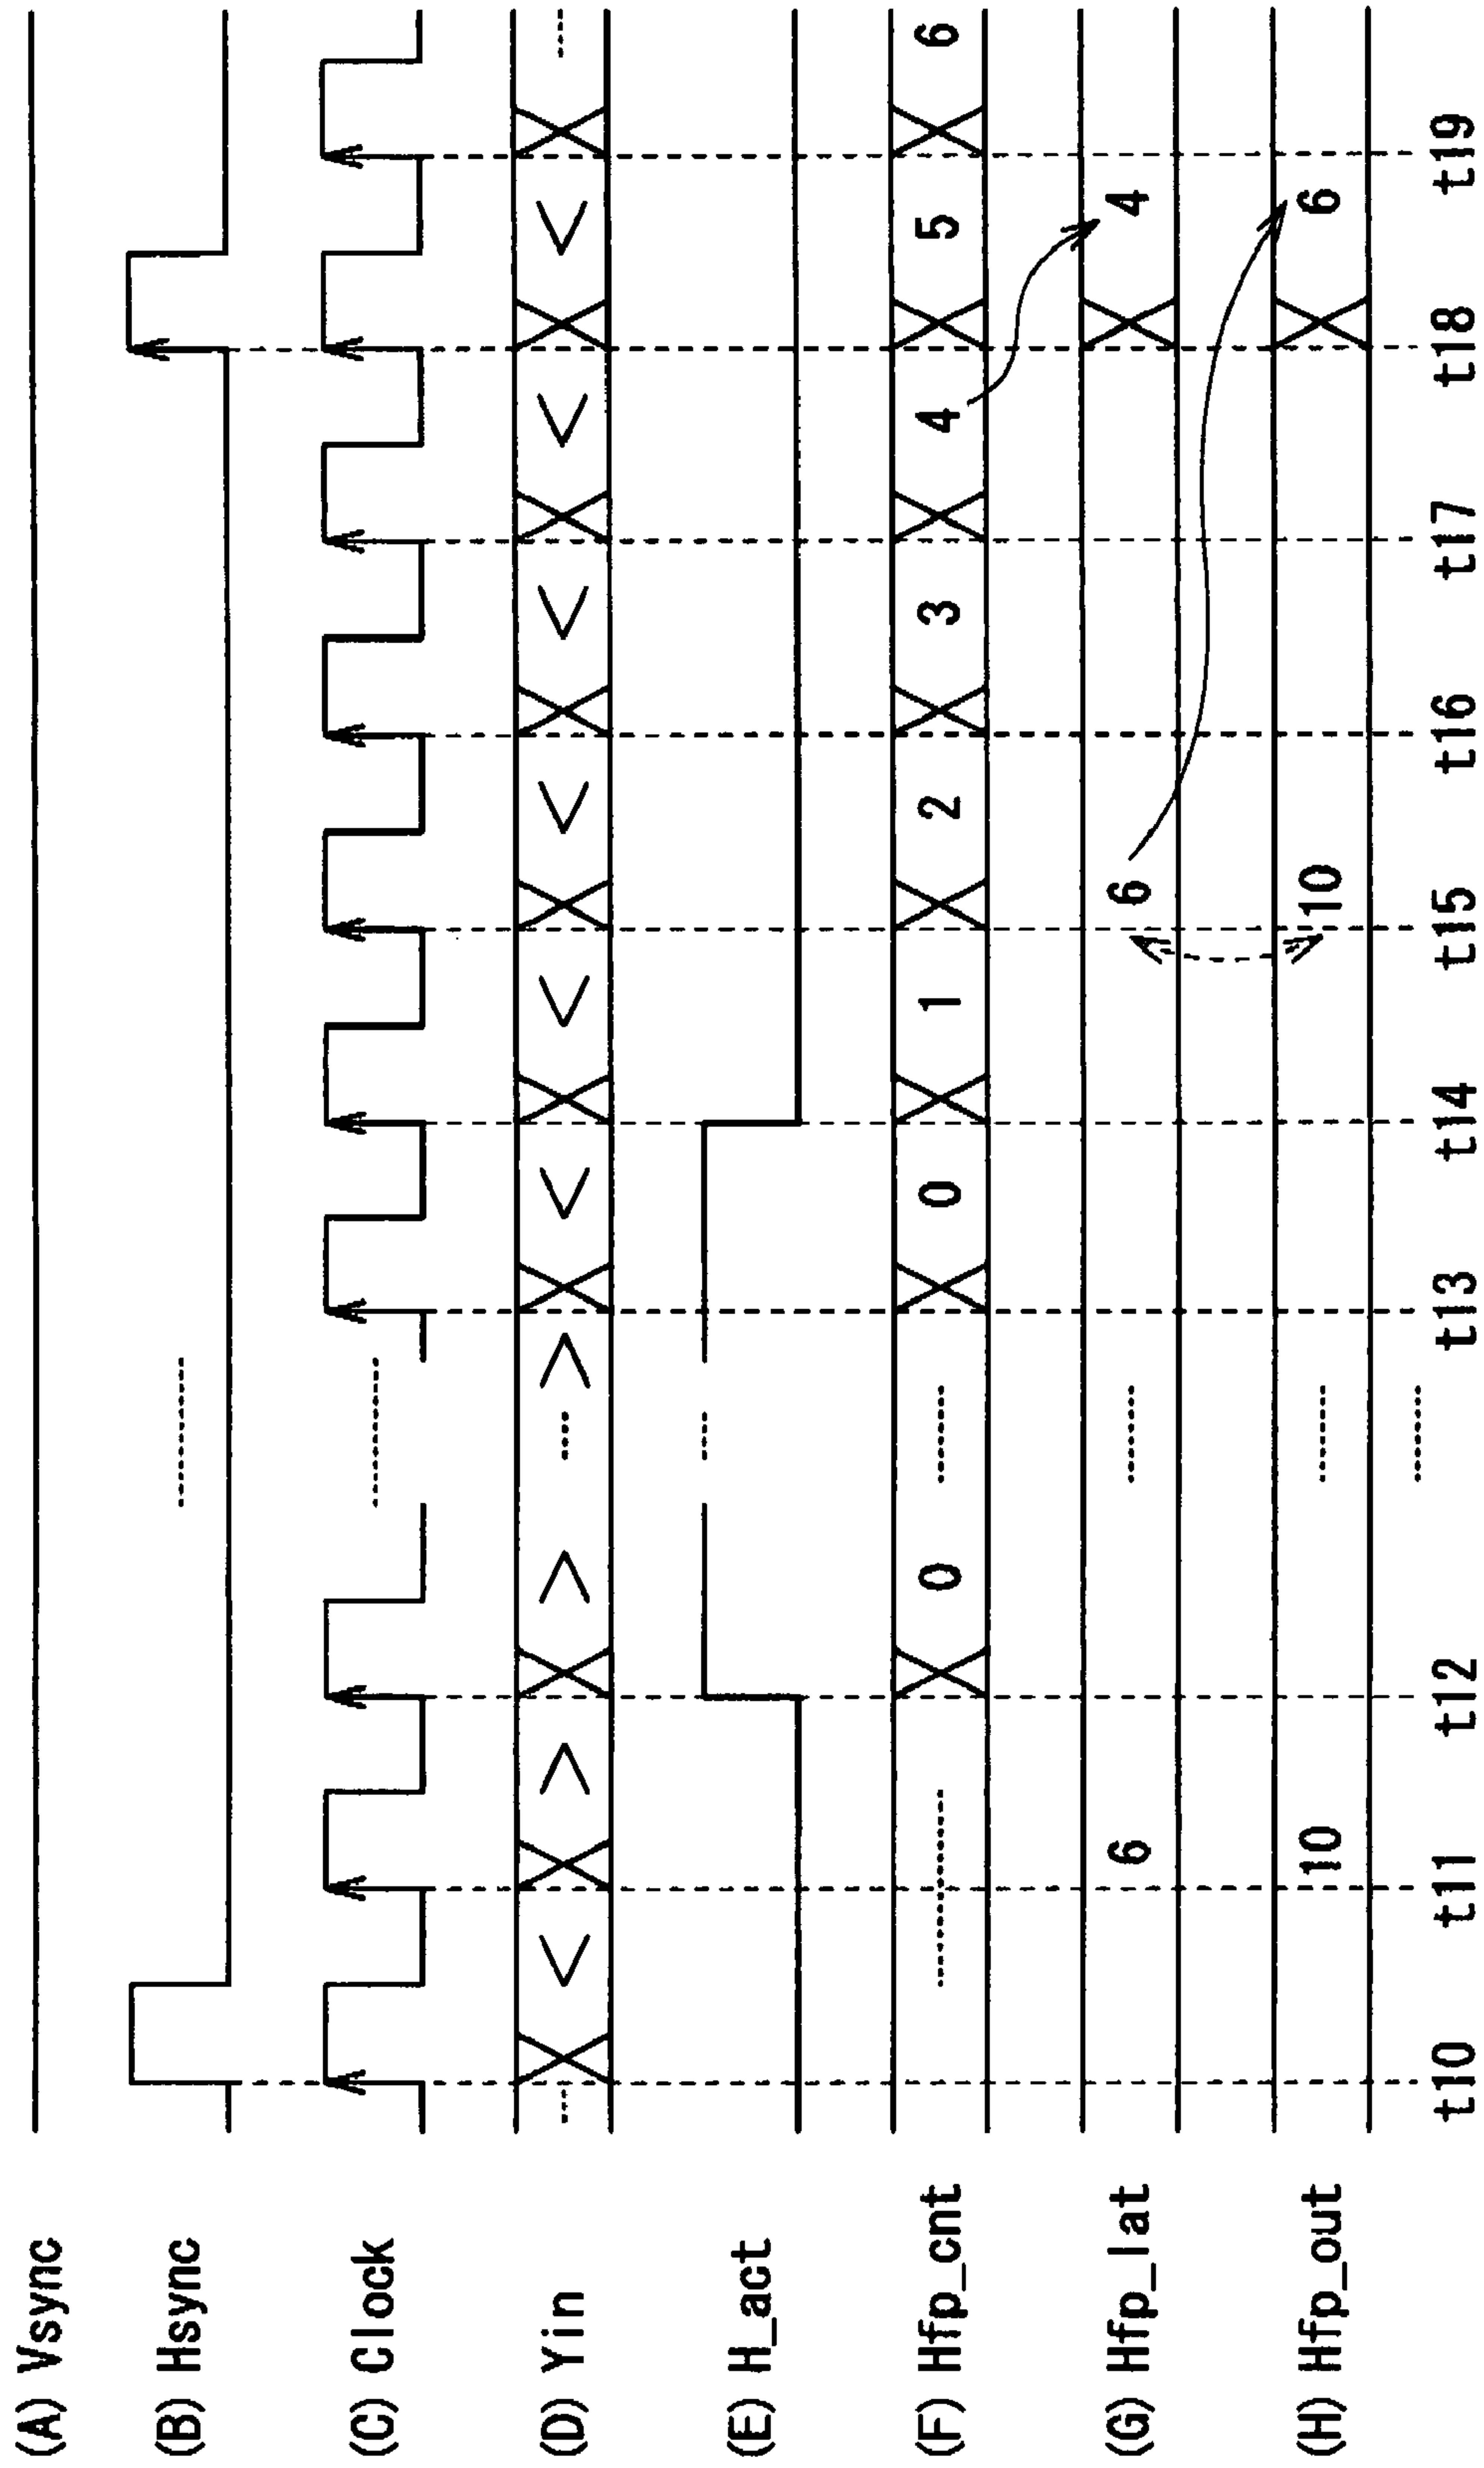 (A) Vsync
(B) Hsync
(C) Clock
(D) Yin < > > > < < < < < <
(E) H_act
(F) Hfp_cnt 0 0 1 2 3 4 5 6
(G) Hfp_lat 6 6 4
(H) Hfp_out 10 10 6
t10 t11 t12 t13 t14 t15 t16 t17 t18 t19